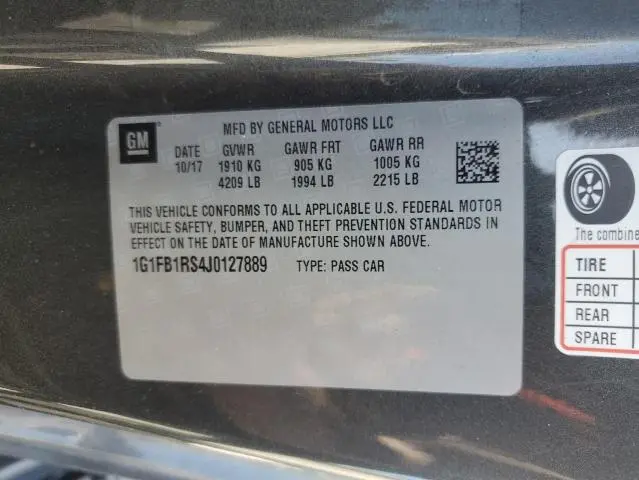 GM
MFD BY GENERAL MOTORS LLC
DATE GVWR GAWR FRT GAWR RR
10/17 1910 KG 905 KG 1005 KG
4209 LB 1994 LB 2215 LB
THIS VEHICLE CONFORMS TO ALL APPLICABLE U.S. FEDERAL MOTOR
VEHICLE SAFETY, BUMPER, AND THEFT PREVENTION STANDARDS IN
EFFECT ON THE DATE OF MANUFACTURE SHOWN ABOVE.
1G1FB1RS4J0127889 TYPE: PASS CAR
The combine
TIRE
FRONT
REAR
SPARE